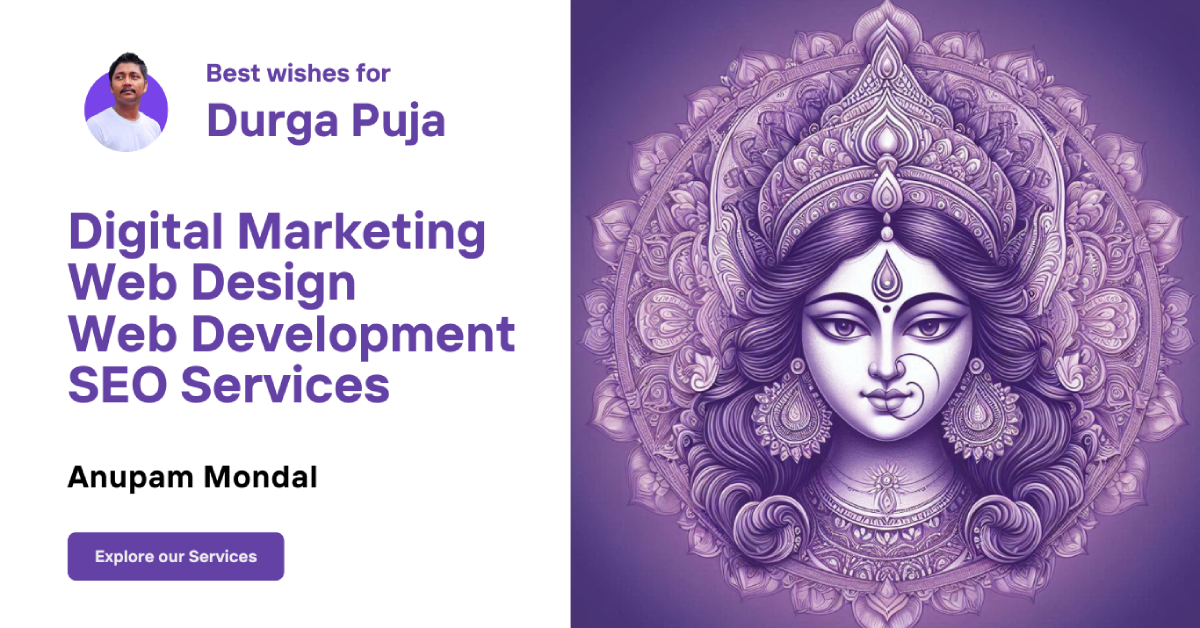 Best wishes for
Durga Puja
Digital Marketing
Web Design
Web Development
SEO Services
Anupam Mondal
Explore our Services